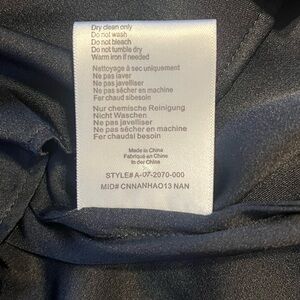 Dry clean only
Do not wash
Do not bleach
Do not tumble dry
Warm iron if needed
Nettoyage à sec uniquement
Ne pas laver
Ne pas javelliser
Ne pas sécher en machine
Fer chaud sibesoin
Nur chemische Reinigung
Nicht Waschen
Ne pas javelliser
Ne pas sécher en machine
Fer chaudsi besoin
Made in China
Fabriqué en Chine
In der China
STYLE# A-07-2070-000
MID# CNNANHAO13 NAN